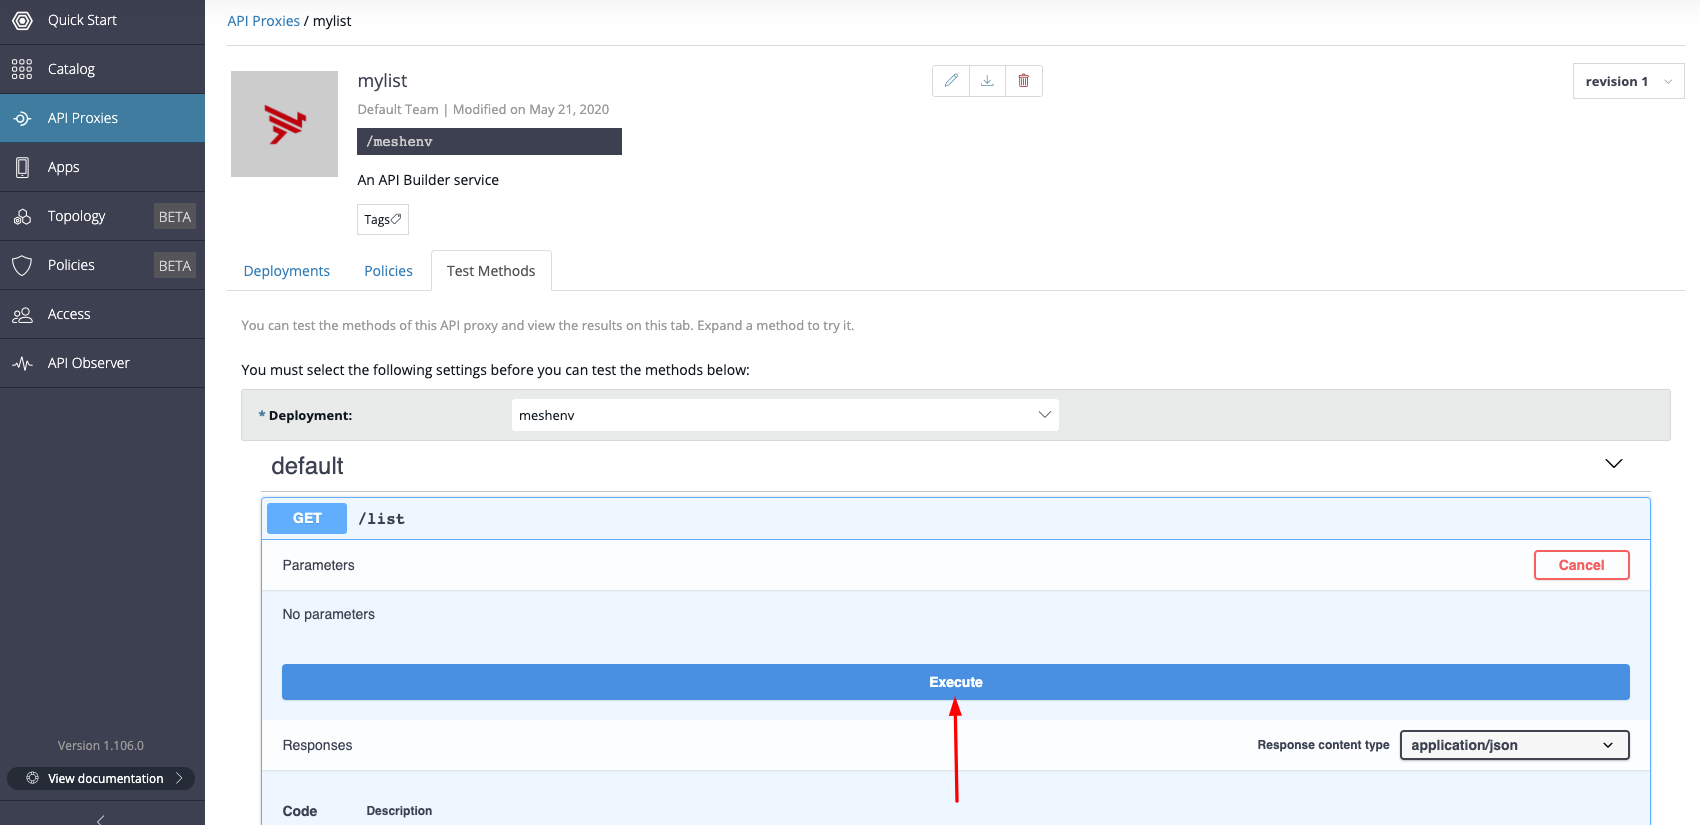 Quick Start
Catalog
API Proxies
Apps
Topology BETA
Policies BETA
Access
API Observer
Version 1.106.0
View documentation
API Proxies / mylist
mylist
Default Team | Modified on May 21, 2020
/meshenv
An API Builder service
Tags
revision 1
Deployments Policies Test Methods
You can test the methods of this API proxy and view the results on this tab. Expand a method to try it.
You must select the following settings before you can test the methods below:
* Deployment: meshenv
default
GET /list
Parameters Cancel
No parameters
Execute
Responses Response content type application/json
Code Description